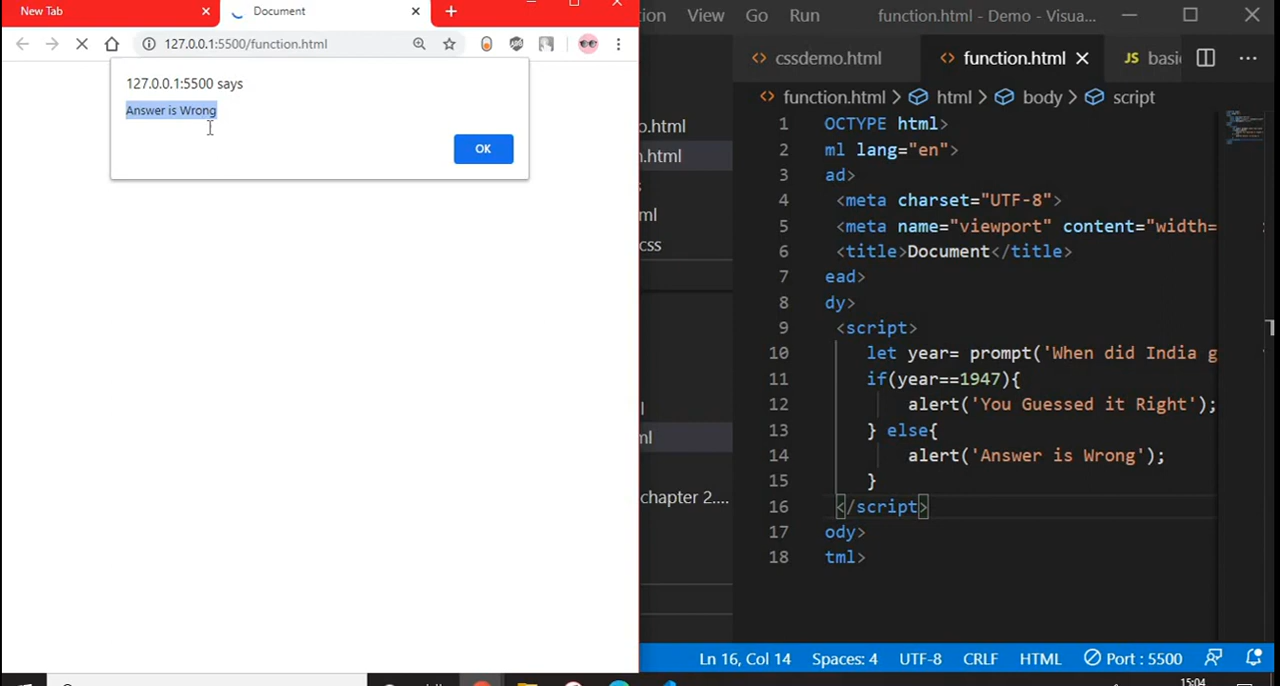 New Tab
Document
127.0.0.1:5500/function.html
127.0.0.1:5500 says
Answer is Wrong
OK
ion View Go Run function.html - Demo - Visua...
cssdemo.html function.html JS basi
function.html > html > body > script
o.html
.html
ml
css
ml
chapter 2....
1 OCTYPE html>
2 ml lang="en">
3 ad>
4 <meta charset="UTF-8">
5 <meta name="viewport" content="width=
6 <title>Document</title>
7 ead>
8 dy>
9 <script>
10 let year= prompt('When did India g
11 if(year==1947){
12 alert('You Guessed it Right');
13 } else{
14 alert('Answer is Wrong');
15 }
16 </script>
17 ody>
18 tml>
Ln 16, Col 14 Spaces: 4 UTF-8 CRLF HTML Port : 5500
15:04